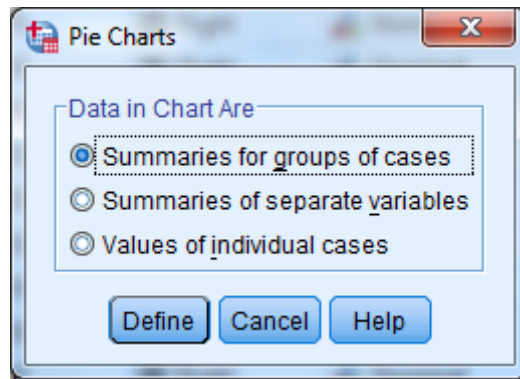 Pie Charts
Data in Chart Are
Summaries for groups of cases
Summaries of separate variables
Values of individual cases
Define Cancel Help